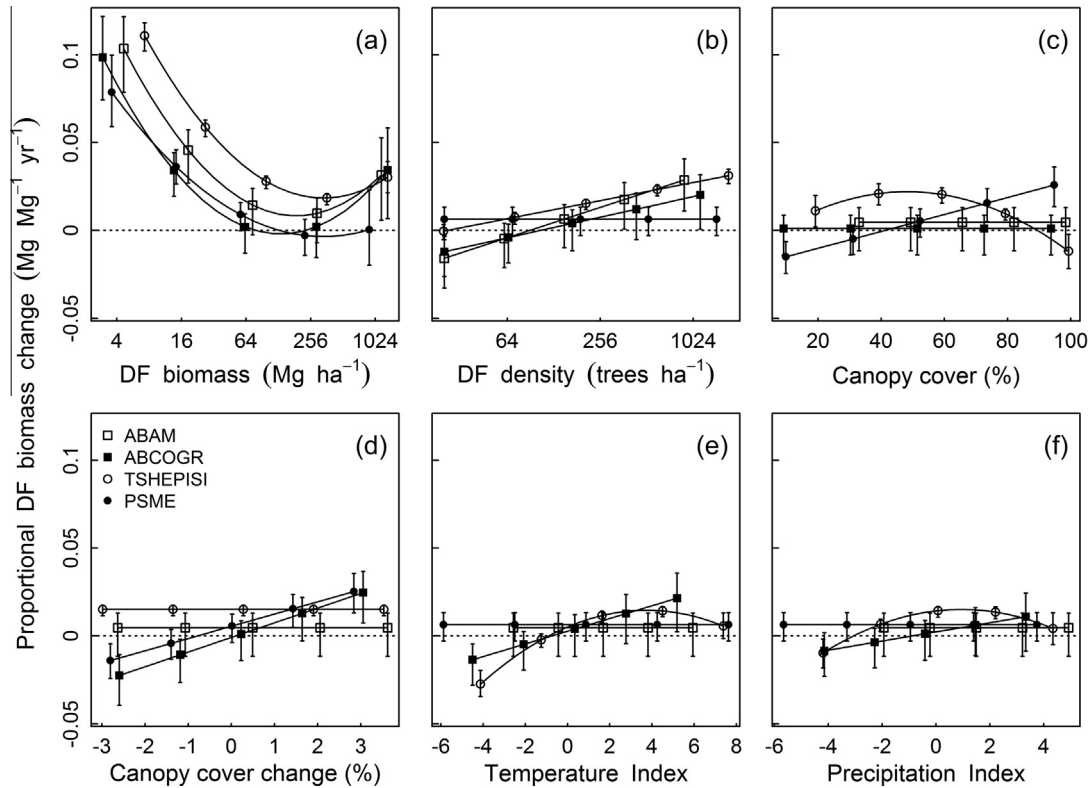 Proportional DF biomass change (Mg Mg⁻¹ yr⁻¹)
0.1
0.05
0
-0.05
(a)
4 16 64 256 1024
DF biomass (Mg ha⁻¹)
(b)
64 256 1024
DF density (trees ha⁻¹)
(c)
20 40 60 80 100
Canopy cover (%)
0.1
0.05
0
-0.05
(d)
ABAM
ABCOGR
TSHEPISI
PSME
-3 -2 -1 0 1 2 3
Canopy cover change (%)
(e)
-6 -4 -2 0 2 4 6 8
Temperature Index
(f)
-6 -4 -2 0 2 4
Precipitation Index